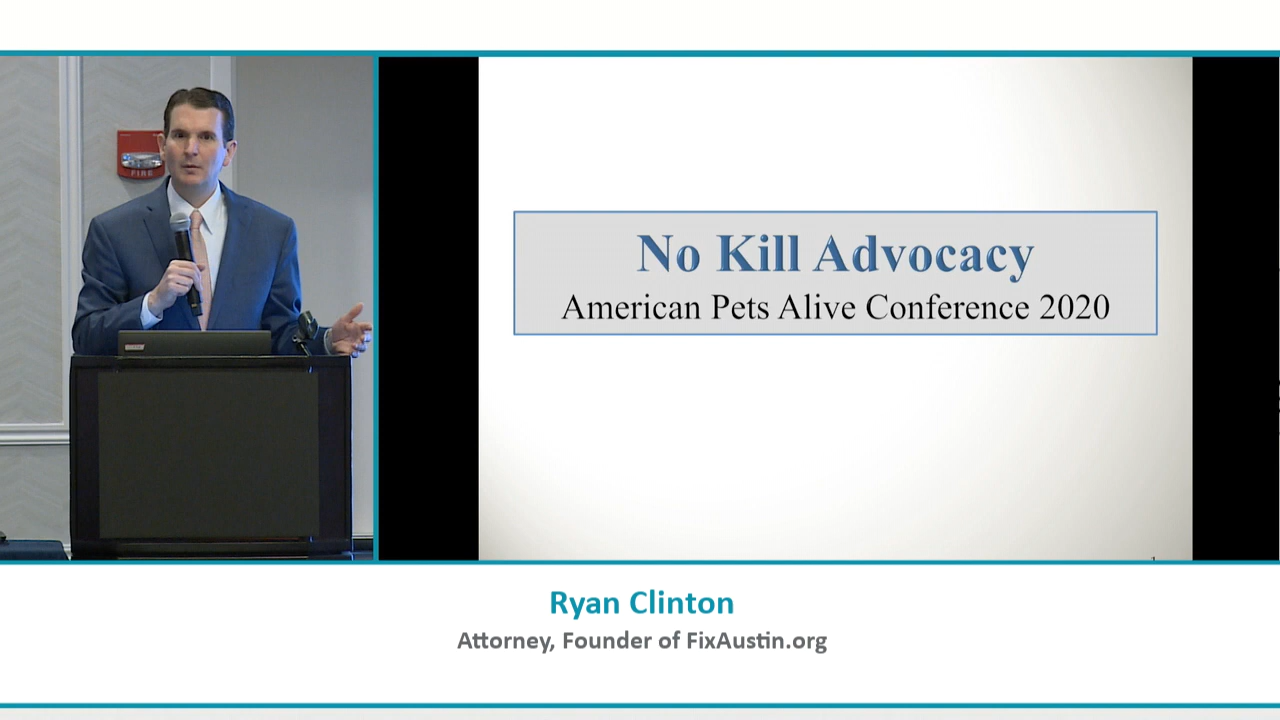 FIRE
No Kill Advocacy
American Pets Alive Conference 2020
Ryan Clinton
Attorney, Founder of FixAustin.org